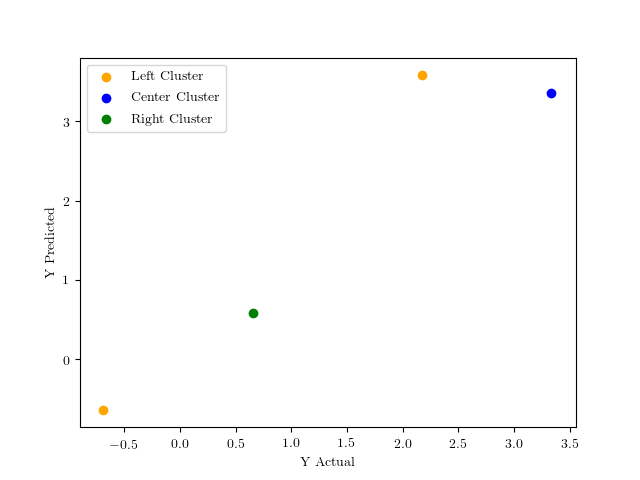 Left Cluster
Center Cluster
Right Cluster
3
2
1
0
Y Predicted
−0.5 0.0 0.5 1.0 1.5 2.0 2.5 3.0 3.5
Y Actual